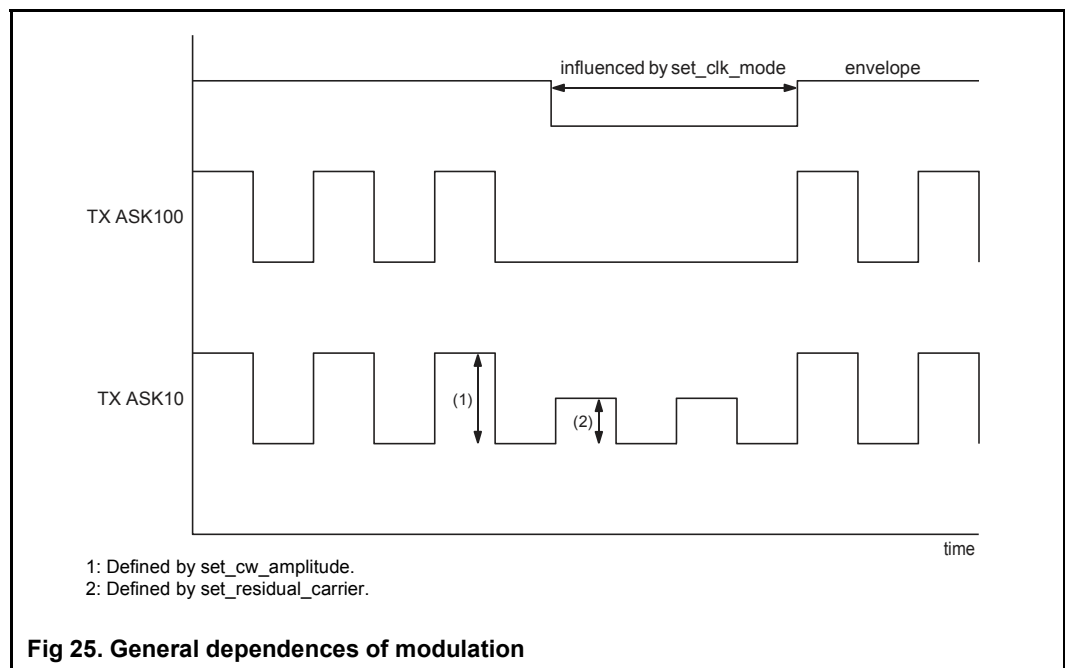 influenced by set_clk_mode
envelope
TX ASK100
TX ASK10
(1)
(2)
time
1: Defined by set_cw_amplitude.
2: Defined by set_residual_carrier.
Fig 25. General dependences of modulation